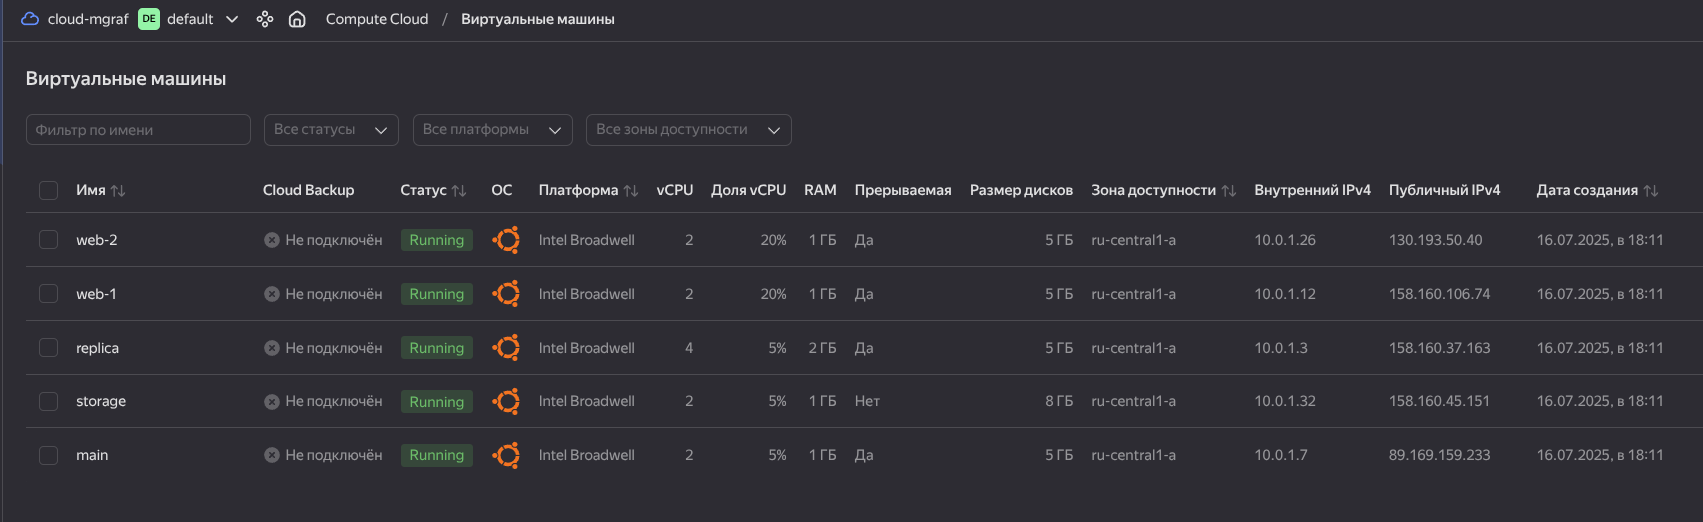 cloud-mgraf DE default Compute Cloud / Виртуальные машины
Виртуальные машины
Фильтр по имени Все статусы Все платформы Все зоны доступности
Имя Cloud Backup Статус ОС Платформа vCPU Доля vCPU RAM Прерываемая Размер дисков Зона доступности Внутренний IPv4 Публичный IPv4 Дата создания
web-2 Не подключён Running Intel Broadwell 2 20% 1 ГБ Да 5 ГБ ru-central1-a 10.0.1.26 130.193.50.40 16.07.2025, в 18:11
web-1 Не подключён Running Intel Broadwell 2 20% 1 ГБ Да 5 ГБ ru-central1-a 10.0.1.12 158.160.106.74 16.07.2025, в 18:11
replica Не подключён Running Intel Broadwell 4 5% 2 ГБ Да 5 ГБ ru-central1-a 10.0.1.3 158.160.37.163 16.07.2025, в 18:11
storage Не подключён Running Intel Broadwell 2 5% 1 ГБ Нет 8 ГБ ru-central1-a 10.0.1.32 158.160.45.151 16.07.2025, в 18:11
main Не подключён Running Intel Broadwell 2 5% 1 ГБ Да 5 ГБ ru-central1-a 10.0.1.7 89.169.159.233 16.07.2025, в 18:11